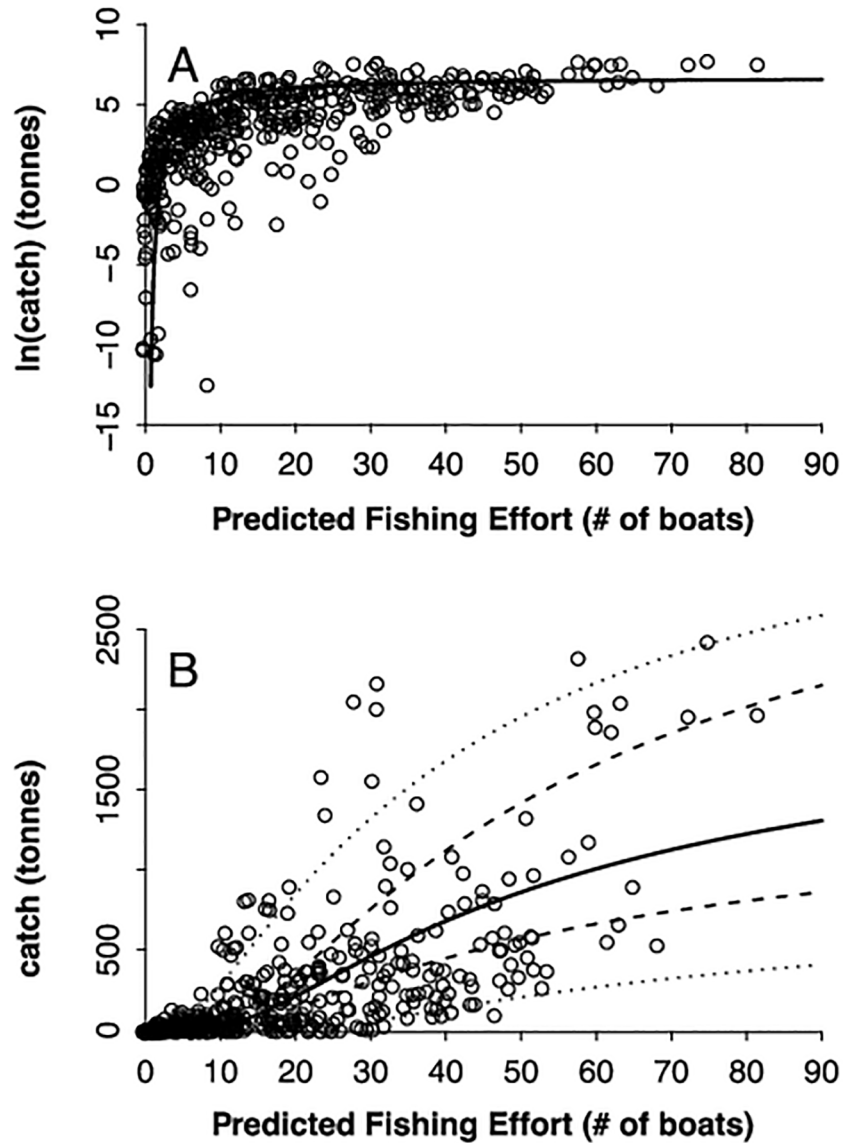 A
ln(catch) (tonnes)
10
5
0
−5
−10
−15
0 10 20 30 40 50 60 70 80 90
Predicted Fishing Effort (# of boats)
B
catch (tonnes)
2500
1500
500
0
0 10 20 30 40 50 60 70 80 90
Predicted Fishing Effort (# of boats)